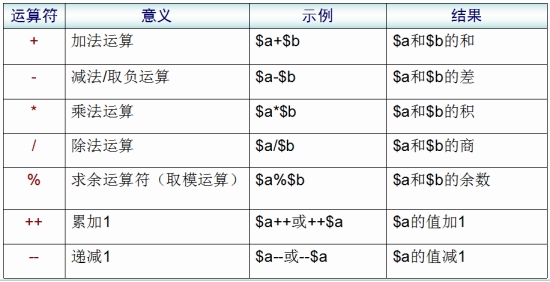 运算符 意义 示例 结果
+ 加法运算 $a+$b $a和$b的和
- 减法/取负运算 $a-$b $a和$b的差
* 乘法运算 $a*$b $a和$b的积
/ 除法运算 $a/$b $a和$b的商
% 求余运算符（取模运算） $a%$b $a和$b的余数
++ 累加1 $a++或++$a $a的值加1
-- 递减1 $a--或--$a $a的值减1